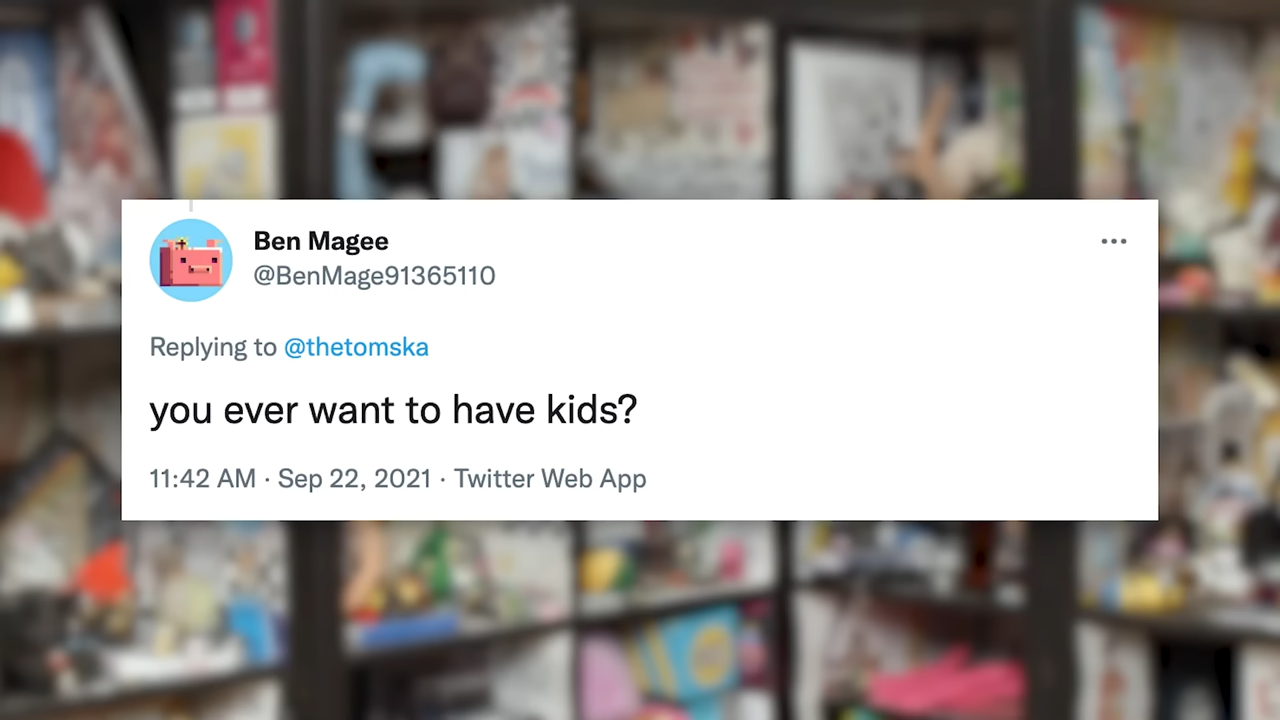 Ben Magee
@BenMage91365110
Replying to @thetomska
you ever want to have kids?
11:42 AM · Sep 22, 2021 · Twitter Web App